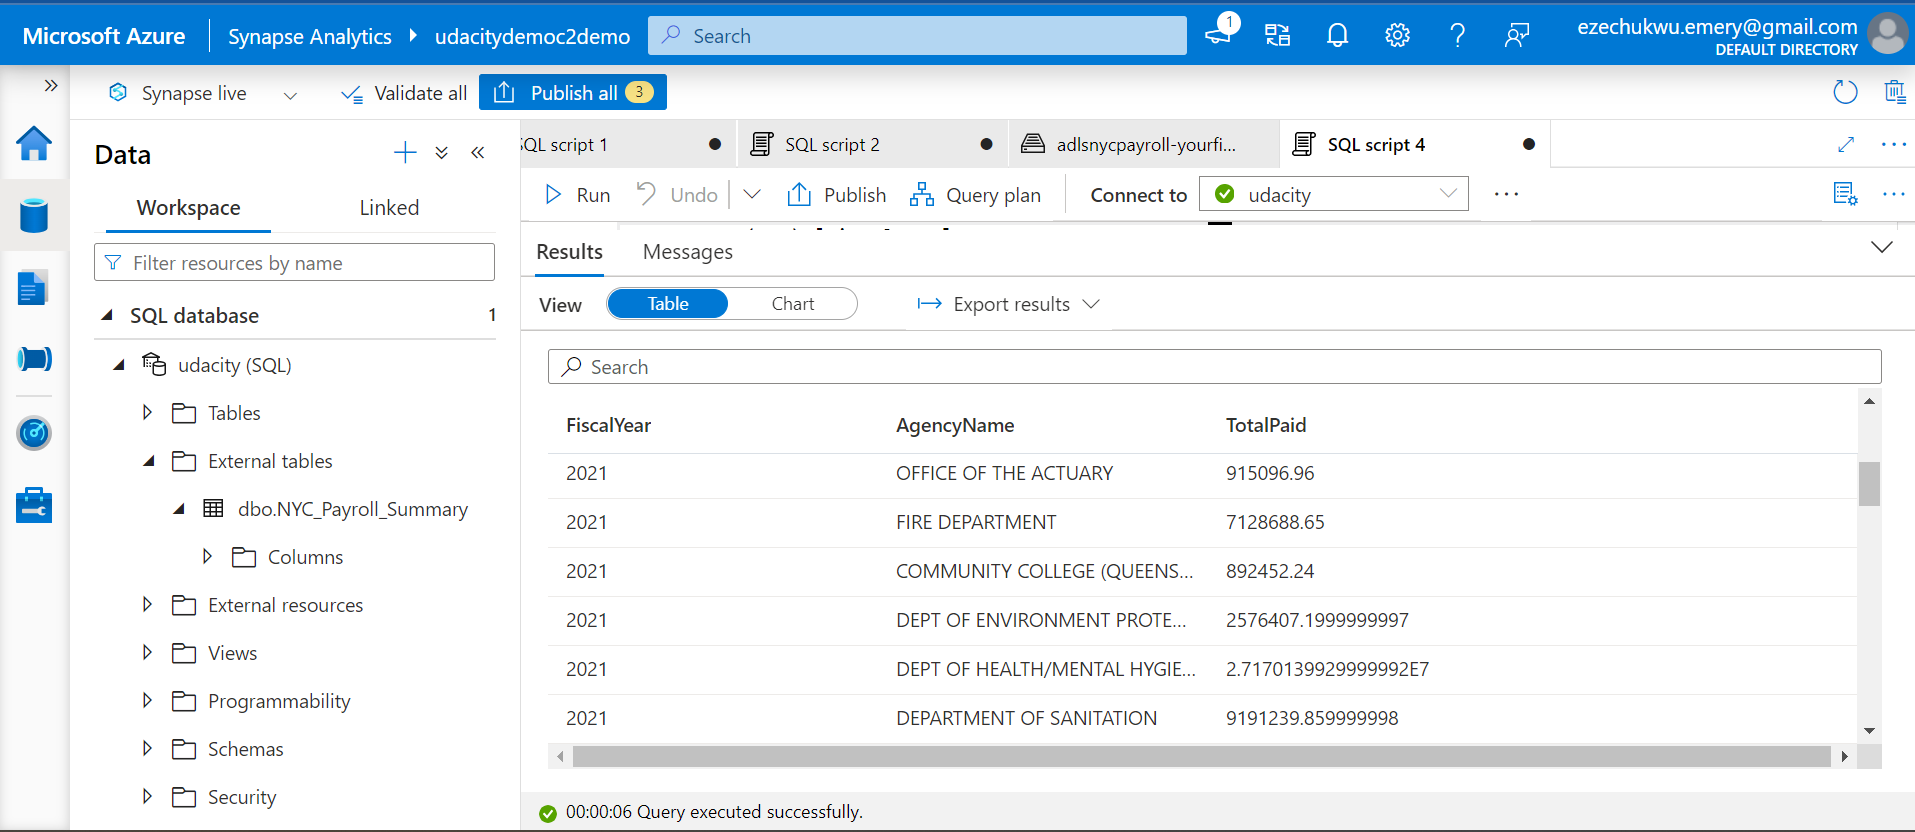 Microsoft Azure
Synapse Analytics
udacitydemoc2demo
Search
1
ezechukwu.emery@gmail.com
DEFAULT DIRECTORY
Synapse live
Validate all
Publish all 3
Data
Workspace
Linked
Filter resources by name
SQL database 1
udacity (SQL)
Tables
External tables
dbo.NYC_Payroll_Summary
Columns
External resources
Views
Programmability
Schemas
Security
SQL script 1
SQL script 2
adlsnycpayroll-yourfi...
SQL script 4
Run
Undo
Publish
Query plan
Connect to
udacity
Results
Messages
View
Table
Chart
Export results
Search
FiscalYear AgencyName TotalPaid
2021 OFFICE OF THE ACTUARY 915096.96
2021 FIRE DEPARTMENT 7128688.65
2021 COMMUNITY COLLEGE (QUEENS... 892452.24
2021 DEPT OF ENVIRONMENT PROTE... 2576407.1999999997
2021 DEPT OF HEALTH/MENTAL HYGIE... 2.7170139929999992E7
2021 DEPARTMENT OF SANITATION 9191239.859999998
00:00:06 Query executed successfully.